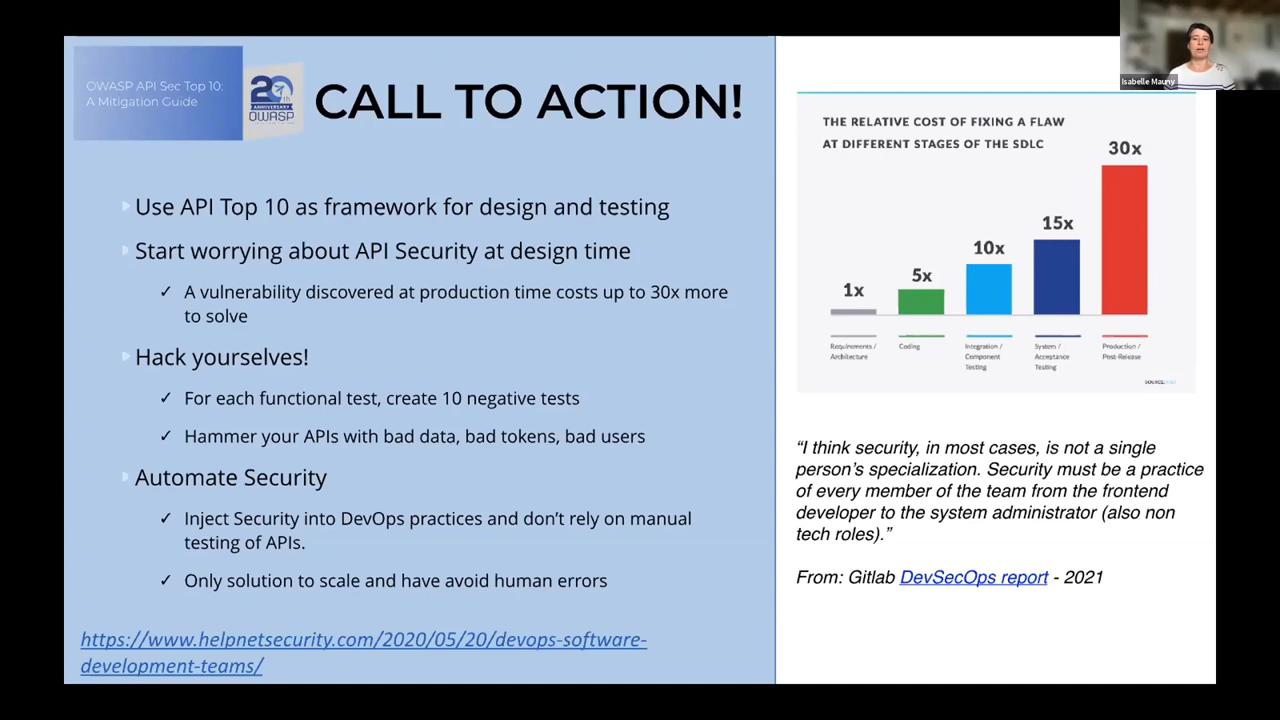 OWASP API Sec Top 10:
A Mitigation Guide
20th
ANNIVERSARY
OWASP
CALL TO ACTION!
Isabelle Mauny
Use API Top 10 as framework for design and testing
Start worrying about API Security at design time
✓ A vulnerability discovered at production time costs up to 30x more
to solve
Hack yourselves!
✓ For each functional test, create 10 negative tests
✓ Hammer your APIs with bad data, bad tokens, bad users
Automate Security
✓ Inject Security into DevOps practices and don’t rely on manual
testing of APIs.
✓ Only solution to scale and have avoid human errors
https://www.helpnetsecurity.com/2020/05/20/devops-software-
development-teams/
THE RELATIVE COST OF FIXING A FLAW
AT DIFFERENT STAGES OF THE SDLC
1x
5x
10x
15x
30x
Requirements /
Architecture
Coding
Integration /
Component
Testing
System /
Acceptance
Testing
Production /
Post-Release
SOURCE:
“I think security, in most cases, is not a single
person’s specialization. Security must be a practice
of every member of the team from the frontend
developer to the system administrator (also non
tech roles).”
From: Gitlab DevSecOps report - 2021